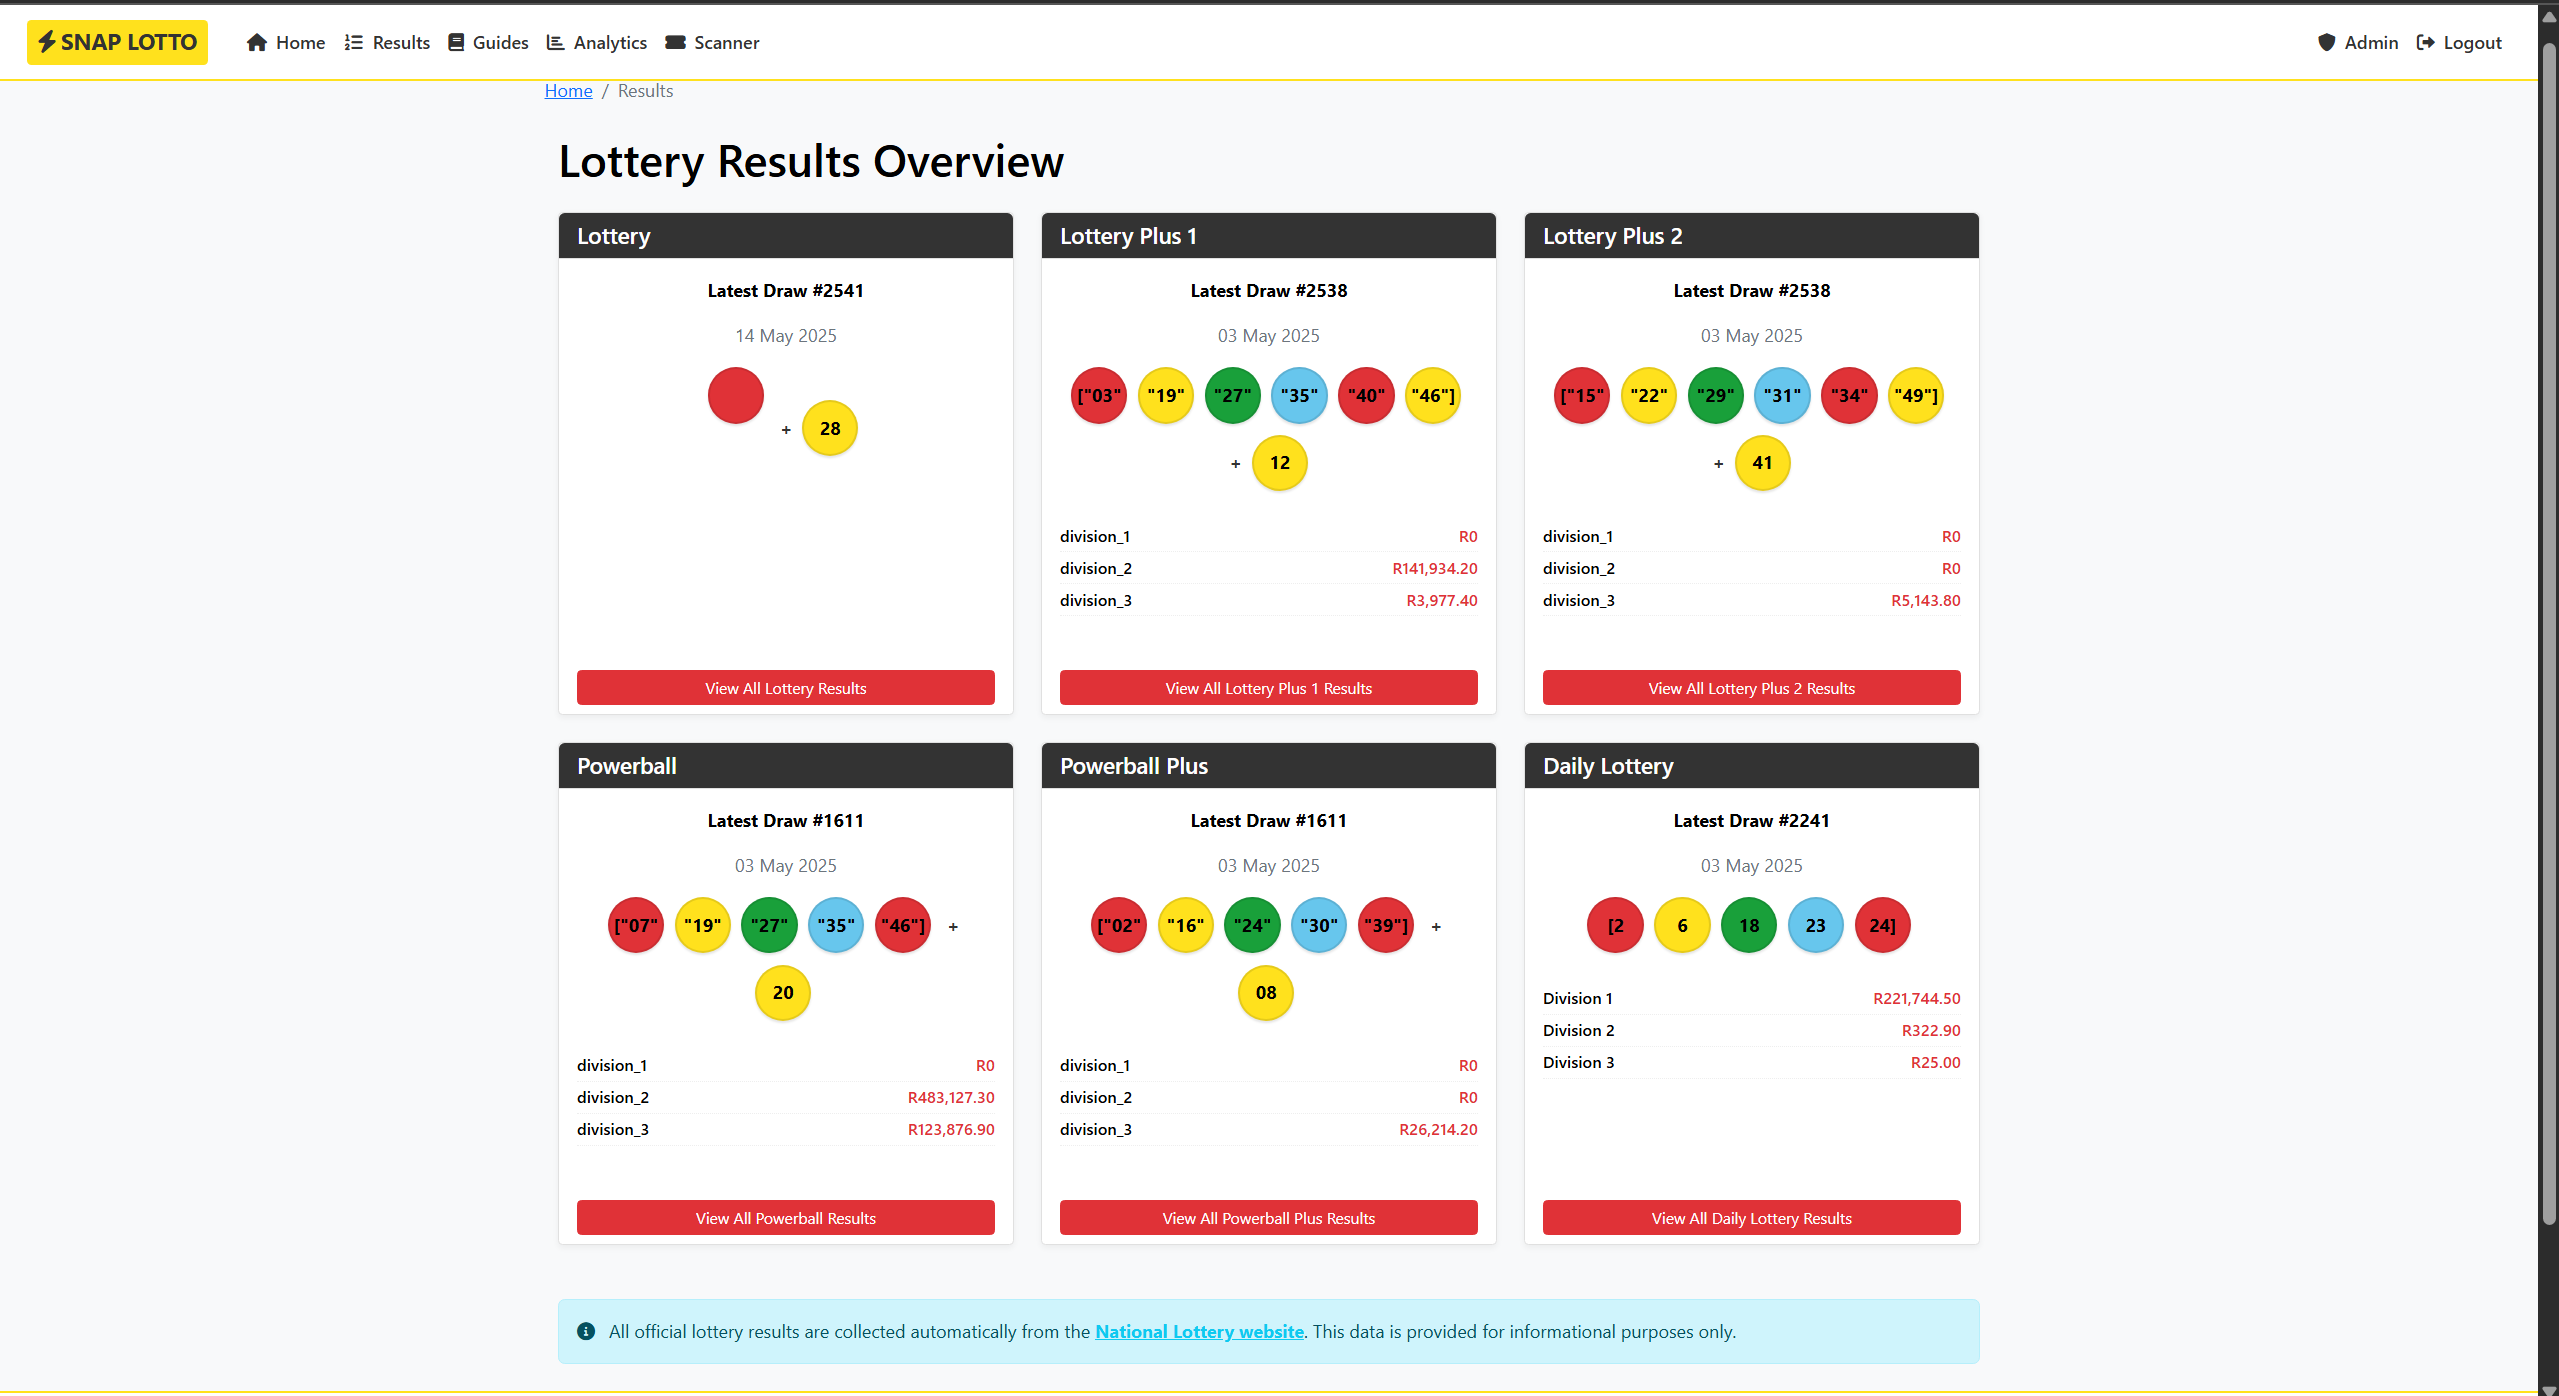 SNAP LOTTO Home Results Guides Analytics Scanner Admin Logout
Home / Results
Lottery Results Overview
Lottery
Latest Draw #2541
14 May 2025
+ 28
View All Lottery Results
Lottery Plus 1
Latest Draw #2538
03 May 2025
["03" "19" "27" "35" "40" "46"]
+ 12
division_1 R0
division_2 R141,934.20
division_3 R3,977.40
View All Lottery Plus 1 Results
Lottery Plus 2
Latest Draw #2538
03 May 2025
["15" "22" "29" "31" "34" "49"]
+ 41
division_1 R0
division_2 R0
division_3 R5,143.80
View All Lottery Plus 2 Results
Powerball
Latest Draw #1611
03 May 2025
["07" "19" "27" "35" "46"] +
20
division_1 R0
division_2 R483,127.30
division_3 R123,876.90
View All Powerball Results
Powerball Plus
Latest Draw #1611
03 May 2025
["02" "16" "24" "30" "39"] +
08
division_1 R0
division_2 R0
division_3 R26,214.20
View All Powerball Plus Results
Daily Lottery
Latest Draw #2241
03 May 2025
[2 6 18 23 24]
Division 1 R221,744.50
Division 2 R322.90
Division 3 R25.00
View All Daily Lottery Results
All official lottery results are collected automatically from the National Lottery website. This data is provided for informational purposes only.